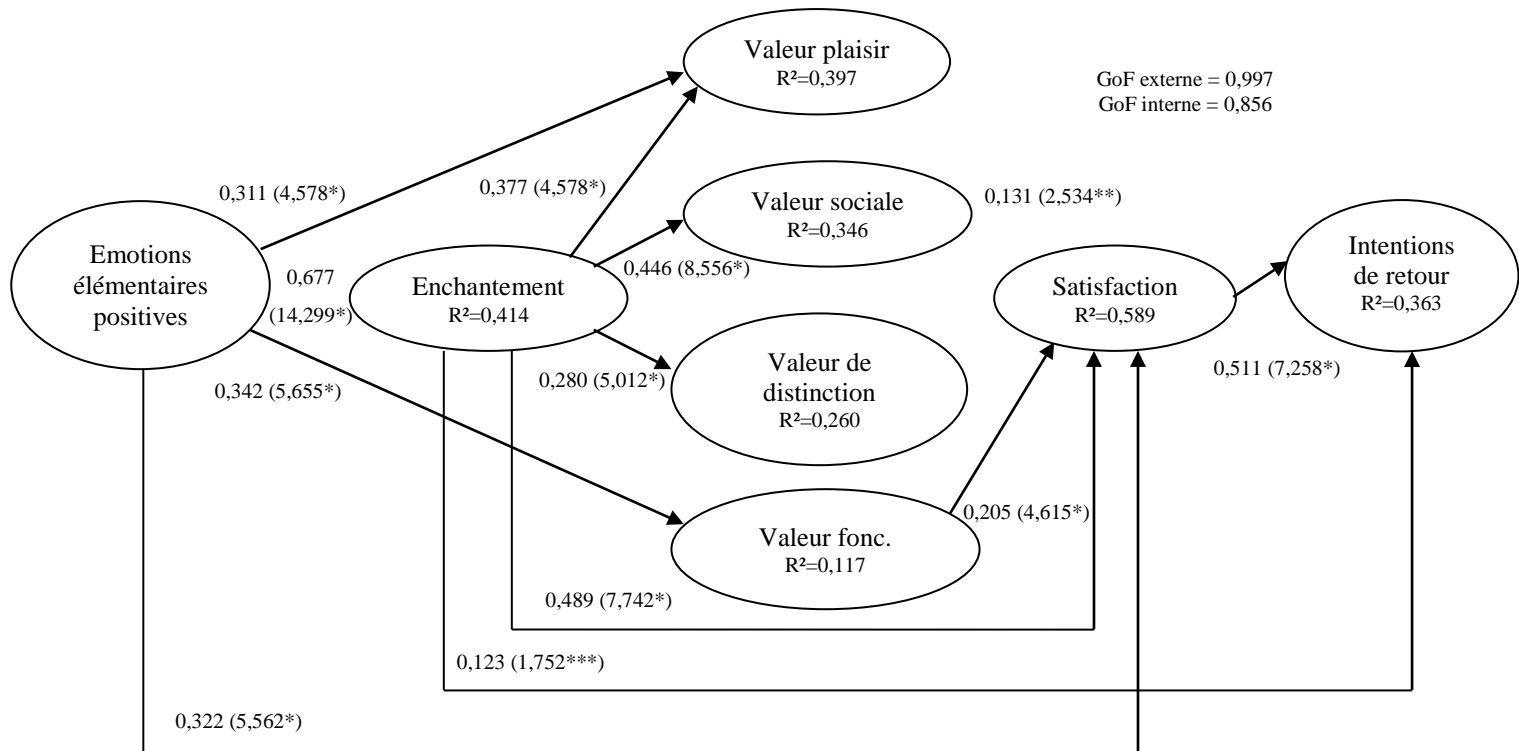 Valeur plaisir
R²=0,397
GoF externe = 0,997
GoF interne = 0,856
0,311 (4,578*)
0,377 (4,578*)
Valeur sociale
R²=0,346
0,131 (2,534**)
Emotions
élémentaires
positives
0,677
(14,299*)
Enchantement
R²=0,414
0,446 (8,556*)
Satisfaction
R²=0,589
Intentions
de retour
R²=0,363
0,342 (5,655*)
0,280 (5,012*)
Valeur de
distinction
R²=0,260
0,511 (7,258*)
0,205 (4,615*)
Valeur fonc.
R²=0,117
0,489 (7,742*)
0,123 (1,752***)
0,322 (5,562*)